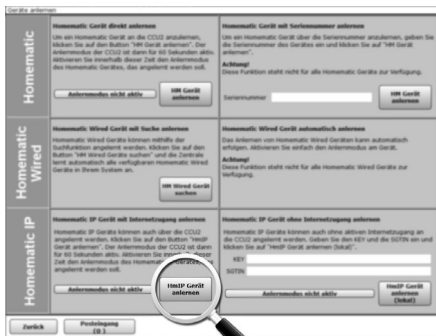 Geräte anlernen
Homematic
Homematic Gerät direkt anlernen
Um ein Homematic Gerät an die CCU2 anzulernen,
klicken Sie auf den Button "HM Gerät anlernen". Der
Anlernmodus der CCU2 ist dann für 60 Sekunden aktiv.
Aktivieren Sie innerhalb dieser Zeit den Anlernmodus
des Homematic Gerätes, das angelernt werden soll.
Anlernmodus nicht aktiv
HM Gerät
anlernen
Homematic Gerät mit Seriennummer anlernen
Um ein Gerät über die Seriennummer anzulernen, geben Sie
die Seriennummer des Gerätes ein und klicken Sie auf "HM Gerät
anlernen".
Achtung!
Diese Funktion steht nicht für alle Homematic Geräte zur Verfügung.
Seriennummer
HM Gerät
anlernen
Homematic
Wired
Homematic Wired Gerät mit Suche anlernen
Homematic Wired Geräte können mithilfe der
Suchfunktion angelernt werden. Klicken Sie auf den
Button "HM Wired Geräte suchen" und die Zentrale
lernt automatisch alle verfügbaren Homematic Wired
Geräte in Ihrem System an.
HM Wired Gerät
suchen
Homematic Wired Gerät automatisch anlernen
Das Anlernen von Homematic Wired Geräten kann automatisch
erfolgen. Aktivieren Sie einfach den Anlernmodus am Gerät.
Achtung!
Diese Funktion steht nicht für alle Homematic Wired Geräte zur
Verfügung.
Homematic IP
Homematic IP Gerät mit Internetzugang anlernen
Homematic IP Geräte können auch über die CCU2
angelernt werden. Klicken Sie auf den Button "HmIP
Gerät anlernen". Der Anlernmodus der CCU2 ist dann
für 60 Sekunden aktiv. Aktivieren Sie innerhalb dieser
Zeit den Anlernmodus des Homematic IP Gerätes, das
angelernt werden soll.
Anlernmodus nicht aktiv
HmIP Gerät
anlernen
Homematic IP Gerät ohne Internetzugang anlernen
Homematic IP Geräte können auch ohne aktiven Internetzugang an
die CCU2 angelernt werden. Geben Sie den KEY und die SGTIN ein und
klicken Sie auf "HmIP Gerät anlernen (lokal)".
KEY
SGTIN
Anlernmodus nicht aktiv
HmIP Gerät
anlernen
(lokal)
Zurück
Posteingang
(0 )